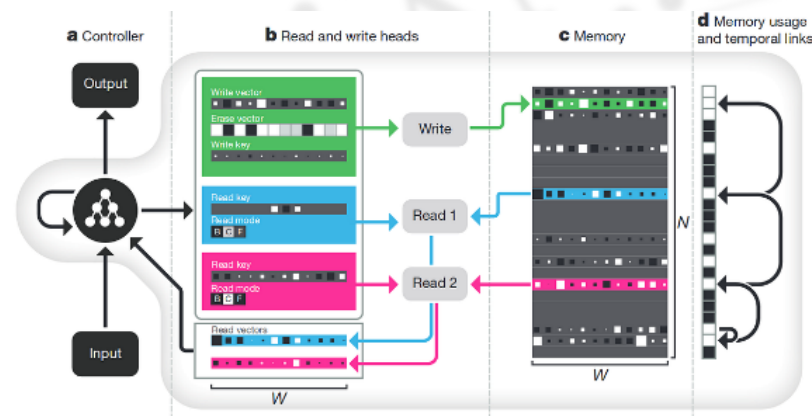 a Controller
b Read and write heads
c Memory
d Memory usage
and temporal links
Output
Input
Write vector
Erase vector
Write key
Read key
Read mode
B C F
Read key
Read mode
B C F
Read vectors
W
Write
Read 1
Read 2
N
W